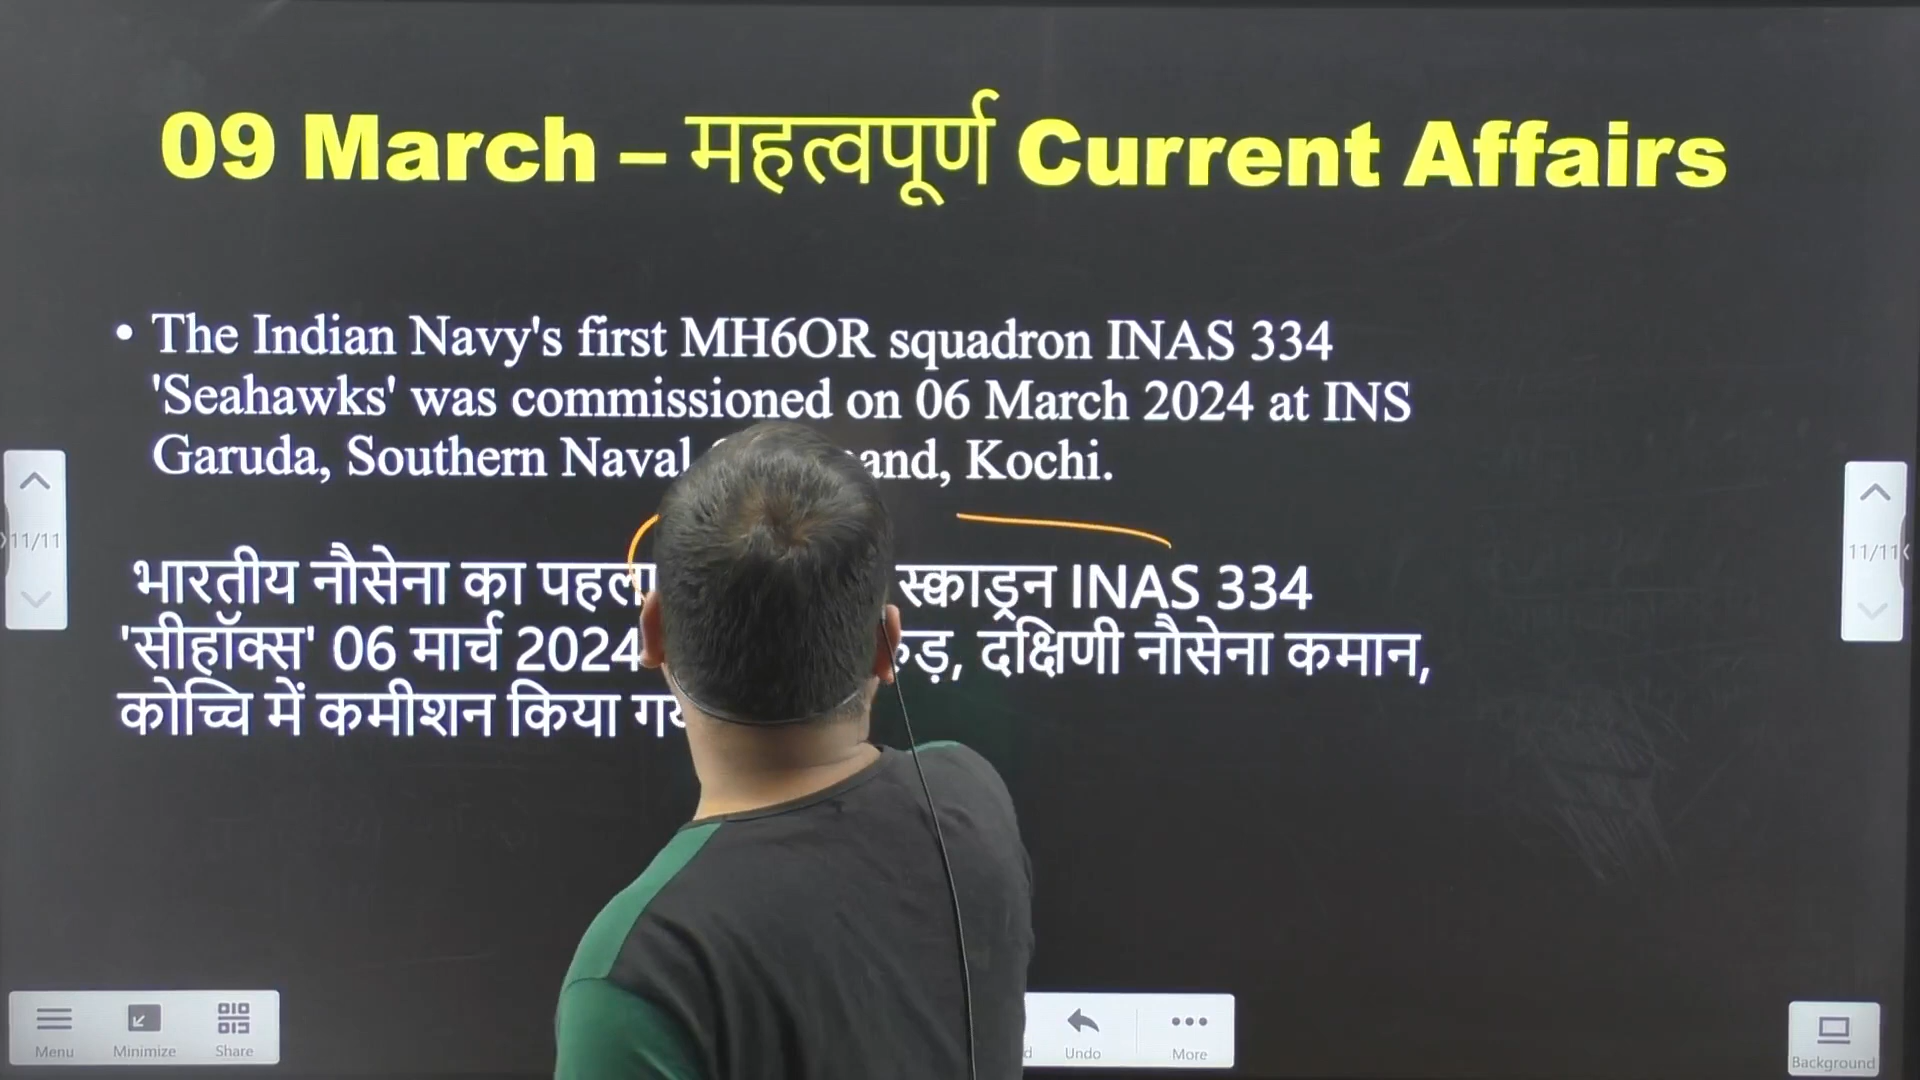 09 March – महत्वपूर्ण Current Affairs
• The Indian Navy's first MH6OR squadron INAS 334
'Seahawks' was commissioned on 06 March 2024 at INS
Garuda, Southern Naval Kochi.
भारतीय नौसेना का पहला स्क्वाड्रन INAS 334
'सीहॉक्स' 06 मार्च 2024 दक्षिणी नौसेना कमान,
कोच्चि में कमीशन किया
11/11
11/11
Menu Minimize Share Undo More Background